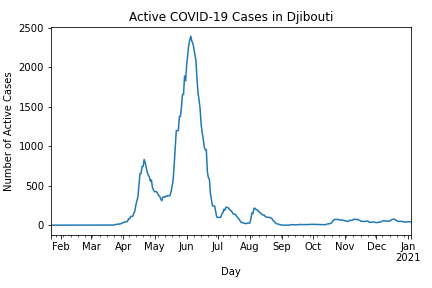 Active COVID-19 Cases in Djibouti
Number of Active Cases
2500
2000
1500
1000
500
0
Feb Mar Apr May Jun Jul Aug Sep Oct Nov Dec Jan
2021
Day